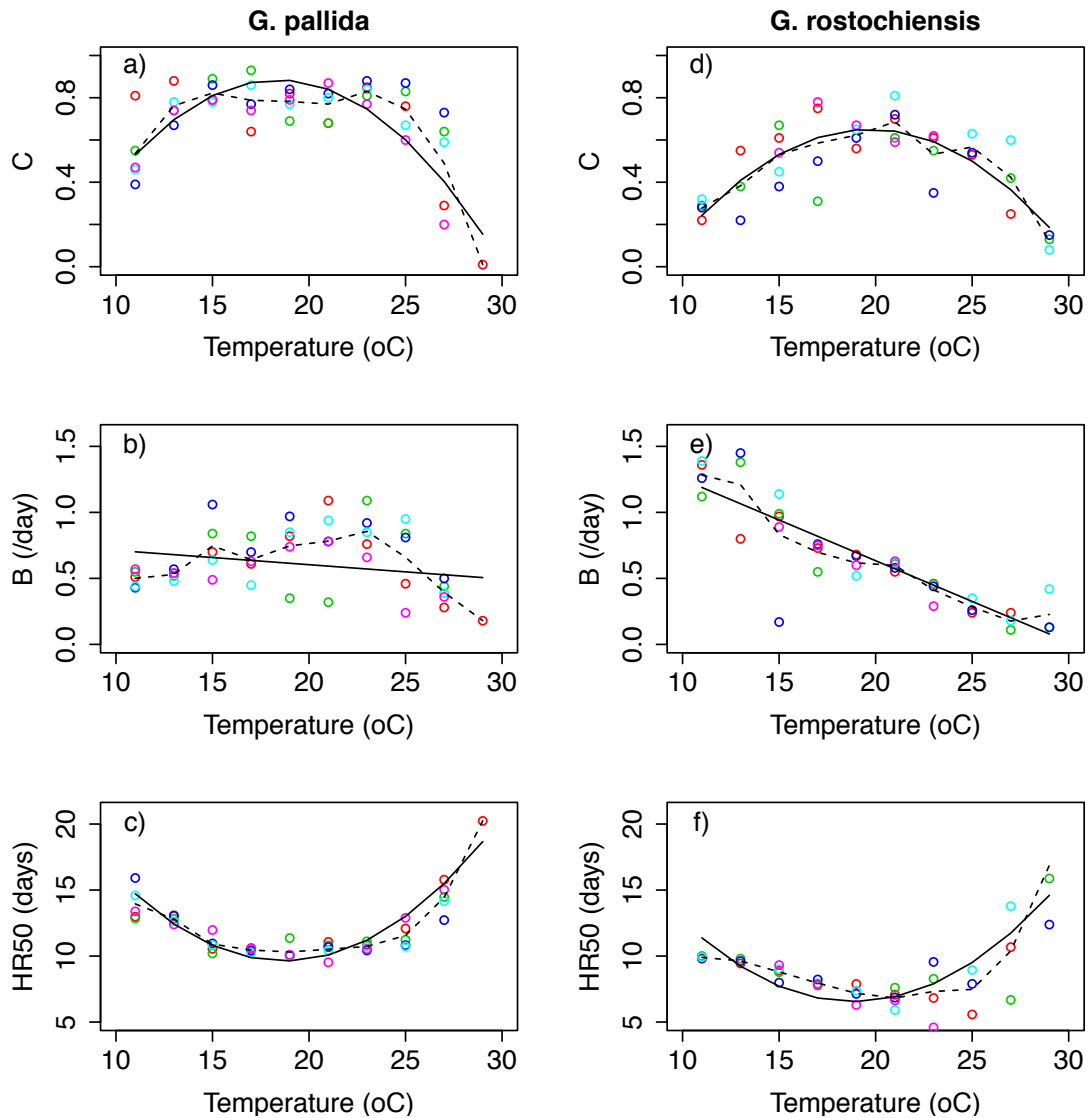 G. pallida
G. rostochiensis
a)
C
0.0 0.4 0.8
10 15 20 25 30
Temperature (oC)
d)
C
0.0 0.4 0.8
10 15 20 25 30
Temperature (oC)
b)
B (/day)
0.0 0.5 1.0 1.5
10 15 20 25 30
Temperature (oC)
e)
B (/day)
0.0 0.5 1.0 1.5
10 15 20 25 30
Temperature (oC)
c)
HR50 (days)
5 10 15 20
10 15 20 25 30
Temperature (oC)
f)
HR50 (days)
5 10 15 20
10 15 20 25 30
Temperature (oC)